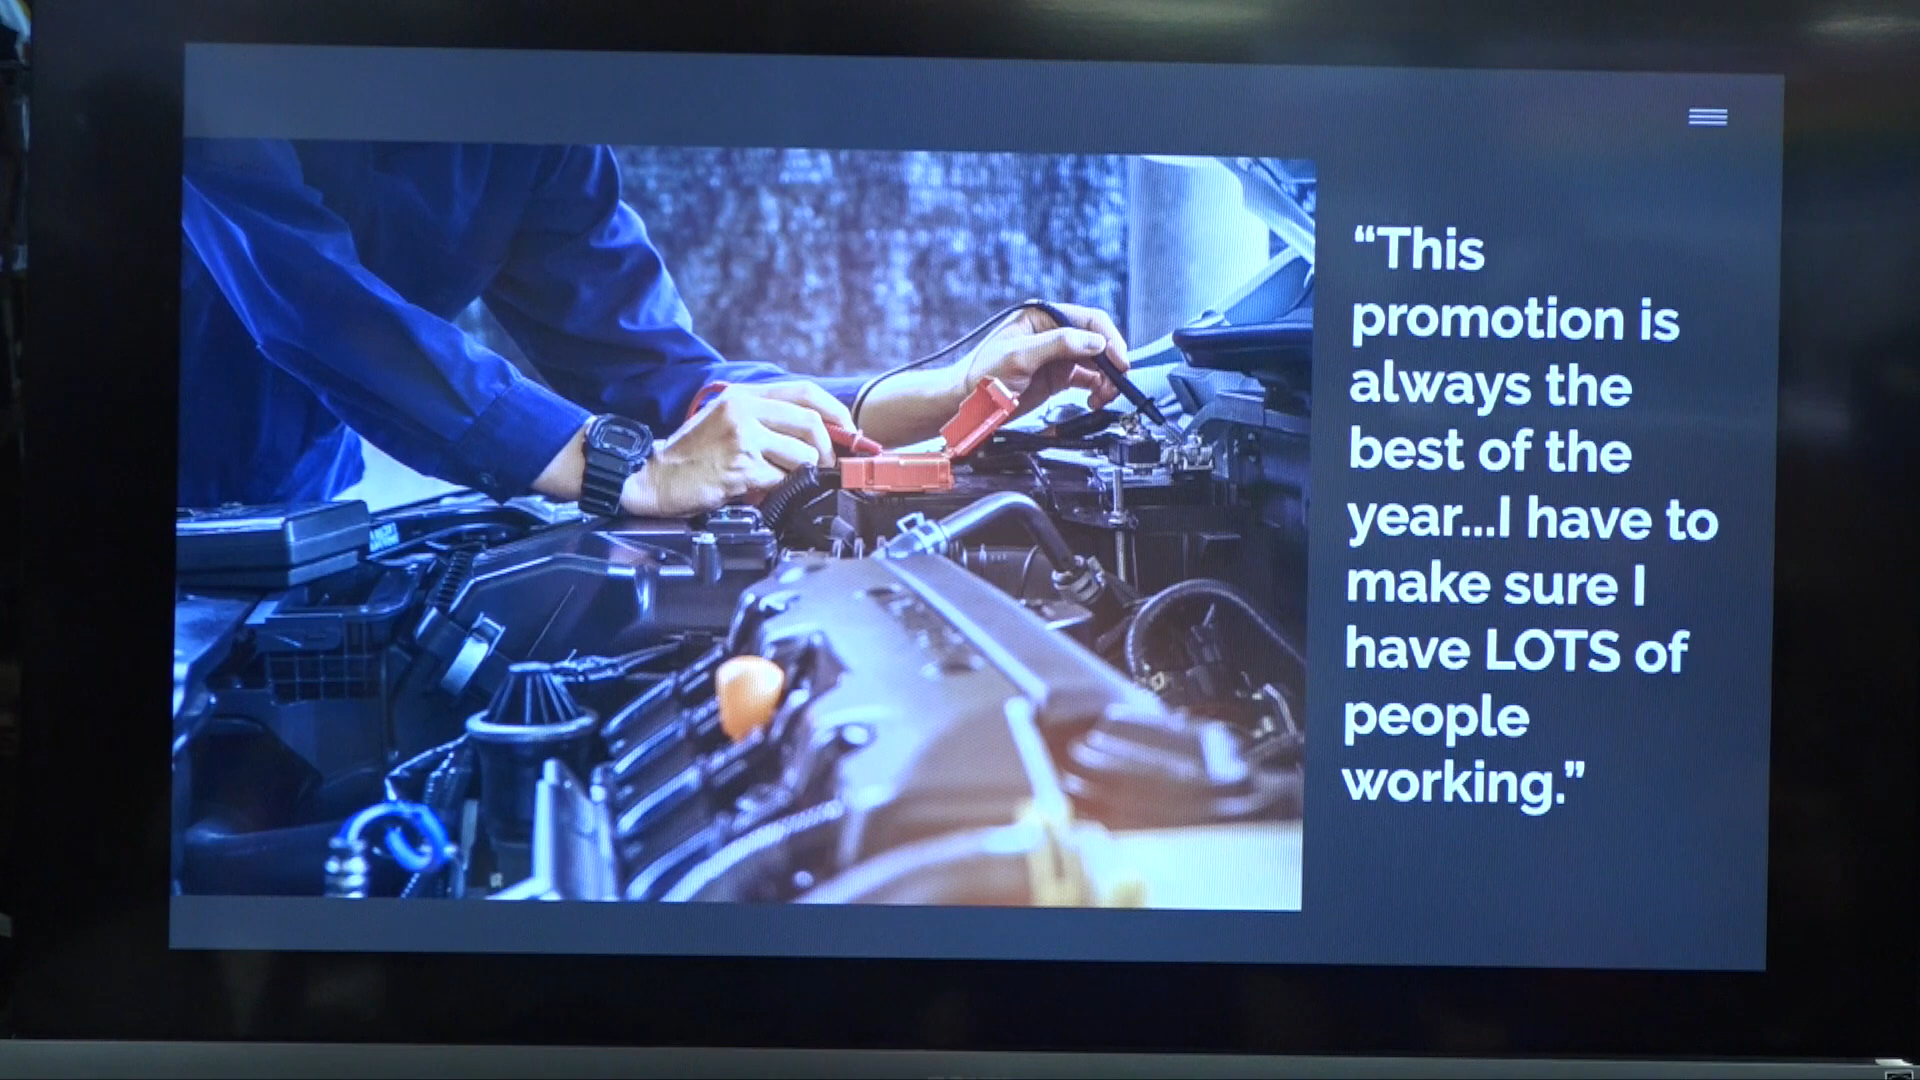 “This
promotion is
always the
best of the
year...I have to
make sure I
have LOTS of
people
working.”